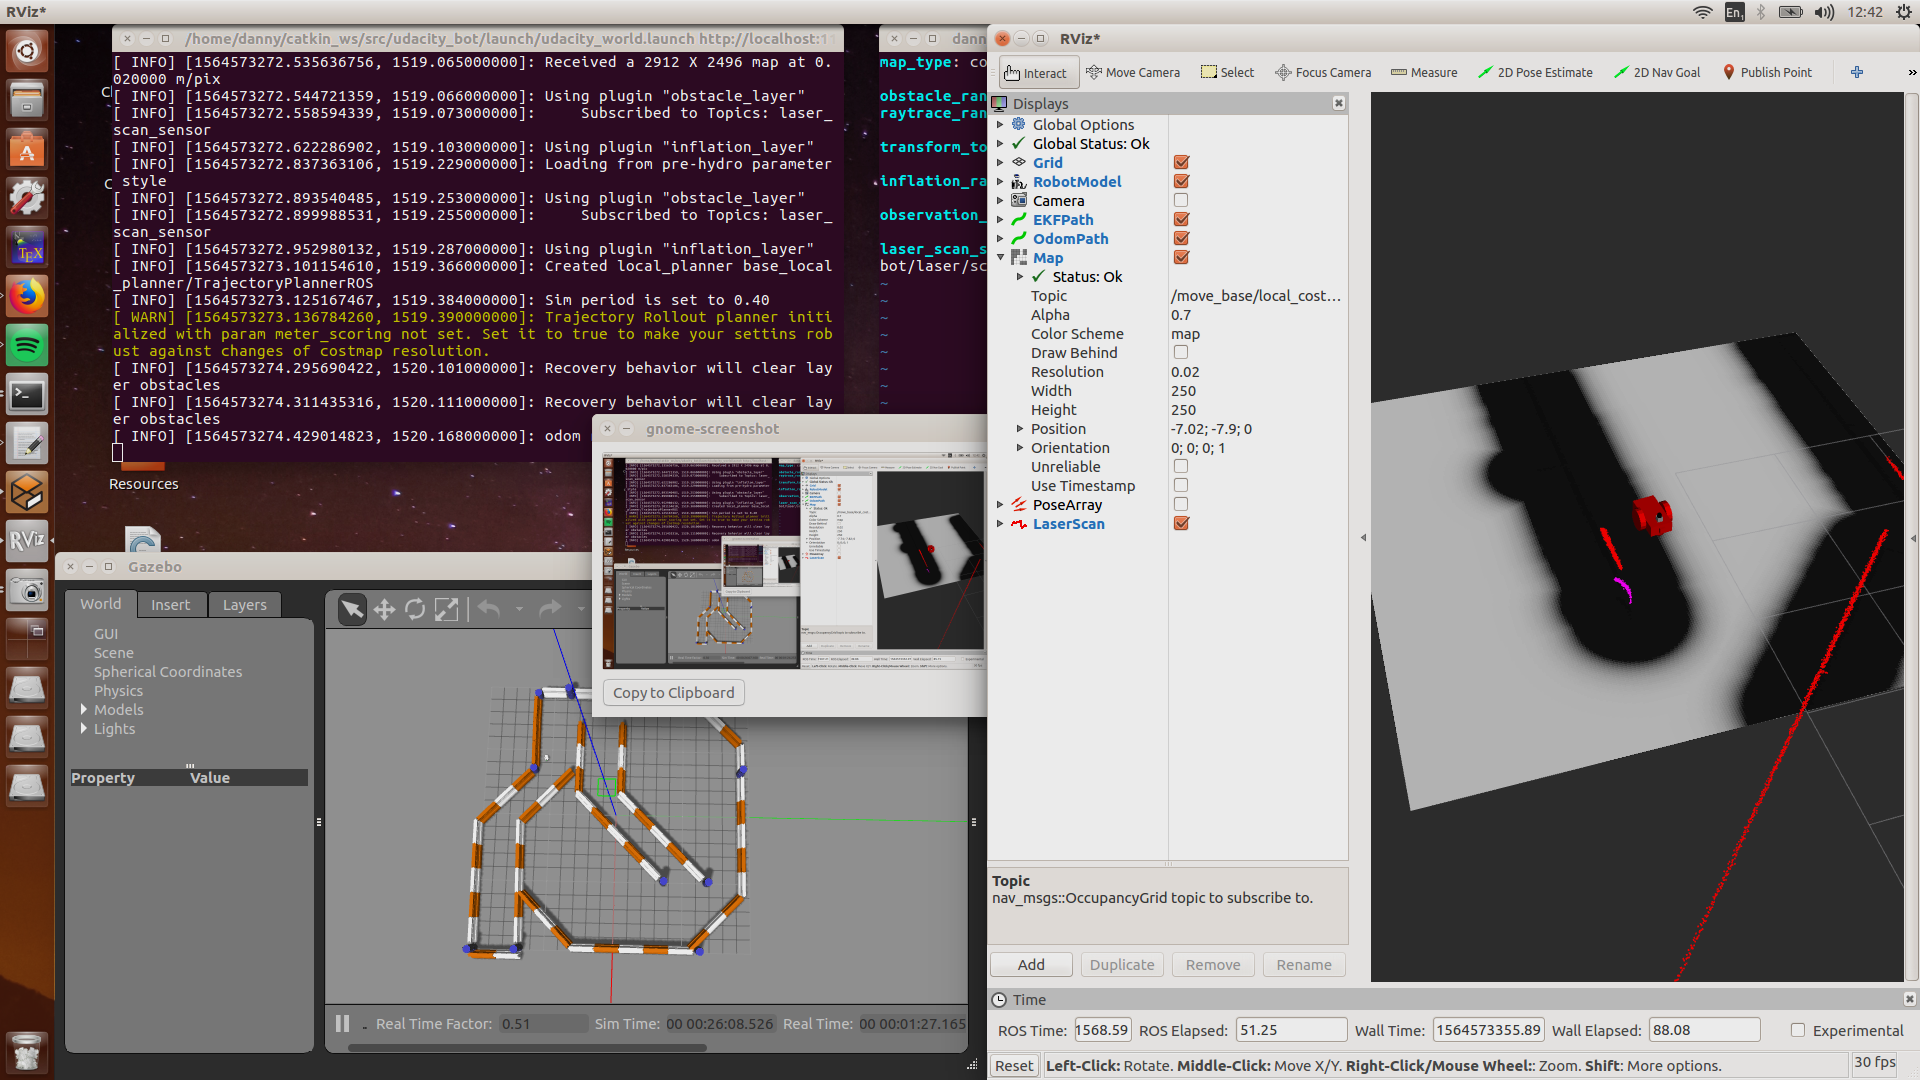 RViz*
En1
12:42
/home/danny/catkin_ws/src/udacity_bot/launch/udacity_world.launch http://localhost:11
[ INFO] [1564573272.535636756, 1519.065000000]: Received a 2912 X 2496 map at 0.
020000 m/pix
[ INFO] [1564573272.544721359, 1519.066000000]: Using plugin "obstacle_layer"
[ INFO] [1564573272.558594339, 1519.073000000]:     Subscribed to Topics: laser_
scan_sensor
[ INFO] [1564573272.622286902, 1519.103000000]: Using plugin "inflation_layer"
[ INFO] [1564573272.837363106, 1519.229000000]: Loading from pre-hydro parameter
 style
[ INFO] [1564573272.893540485, 1519.253000000]: Using plugin "obstacle_layer"
[ INFO] [1564573272.899988531, 1519.255000000]:     Subscribed to Topics: laser_
scan_sensor
[ INFO] [1564573272.952980132, 1519.287000000]: Using plugin "inflation_layer"
[ INFO] [1564573273.101154610, 1519.366000000]: Created local_planner base_local
_planner/TrajectoryPlannerROS
[ INFO] [1564573273.125167467, 1519.384000000]: Sim period is set to 0.40
[ WARN] [1564573273.136784260, 1519.390000000]: Trajectory Rollout planner initi
alized with param meter_scoring not set. Set it to true to make your settins rob
ust against changes of costmap resolution.
[ INFO] [1564573274.295690422, 1520.101000000]: Recovery behavior will clear lay
er obstacles
[ INFO] [1564573274.311435316, 1520.111000000]: Recovery behavior will clear lay
er obstacles
[ INFO] [1564573274.429014823, 1520.168000000]: odom
Resources
dann
map_type: co
obstacle_ran
raytrace_ran
transform_to
inflation_ra
observation_
laser_scan_s
bot/laser/sc
~
~
~
~
~
~
~
~
~
~
gnome-screenshot
Copy to Clipboard
Gazebo
World
Insert
Layers
GUI
Scene
Spherical Coordinates
Physics
Models
Lights
Property Value
Real Time Factor: 0.51 Sim Time: 00 00:26:08.526 Real Time: 00 00:01:27.165
RViz*
Interact
Move Camera
Select
Focus Camera
Measure
2D Pose Estimate
2D Nav Goal
Publish Point
»
Displays
Global Options
Global Status: Ok
Grid
RobotModel
Camera
EKFPath
OdomPath
Map
Status: Ok
Topic /move_base/local_cost…
Alpha 0.7
Color Scheme map
Draw Behind
Resolution 0.02
Width 250
Height 250
Position -7.02; -7.9; 0
Orientation 0; 0; 0; 1
Unreliable
Use Timestamp
PoseArray
LaserScan
Topic
nav_msgs::OccupancyGrid topic to subscribe to.
Add
Duplicate
Remove
Rename
Time
ROS Time: 1568.59 ROS Elapsed: 51.25 Wall Time: 1564573355.89 Wall Elapsed: 88.08 Experimental
Reset Left-Click: Rotate. Middle-Click: Move X/Y. Right-Click/Mouse Wheel:: Zoom. Shift: More options. 30 fps